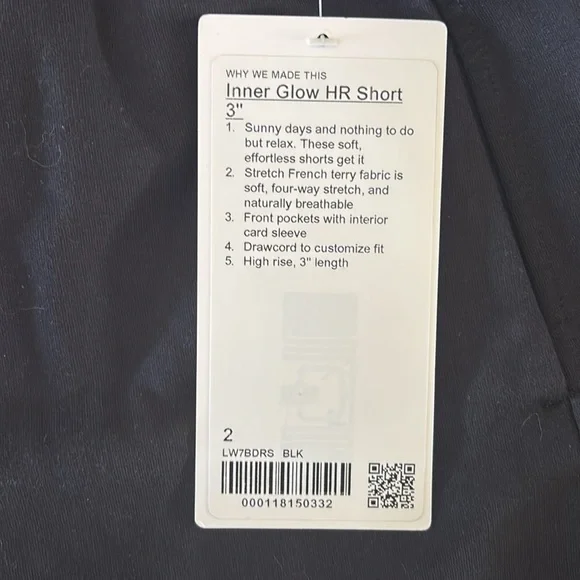 WHY WE MADE THIS
Inner Glow HR Short
3"
1. Sunny days and nothing to do
but relax. These soft,
effortless shorts get it
2. Stretch French terry fabric is
soft, four-way stretch, and
naturally breathable
3. Front pockets with interior
card sleeve
4. Drawcord to customize fit
5. High rise, 3" length
2
LW7BDRS BLK
000118150332